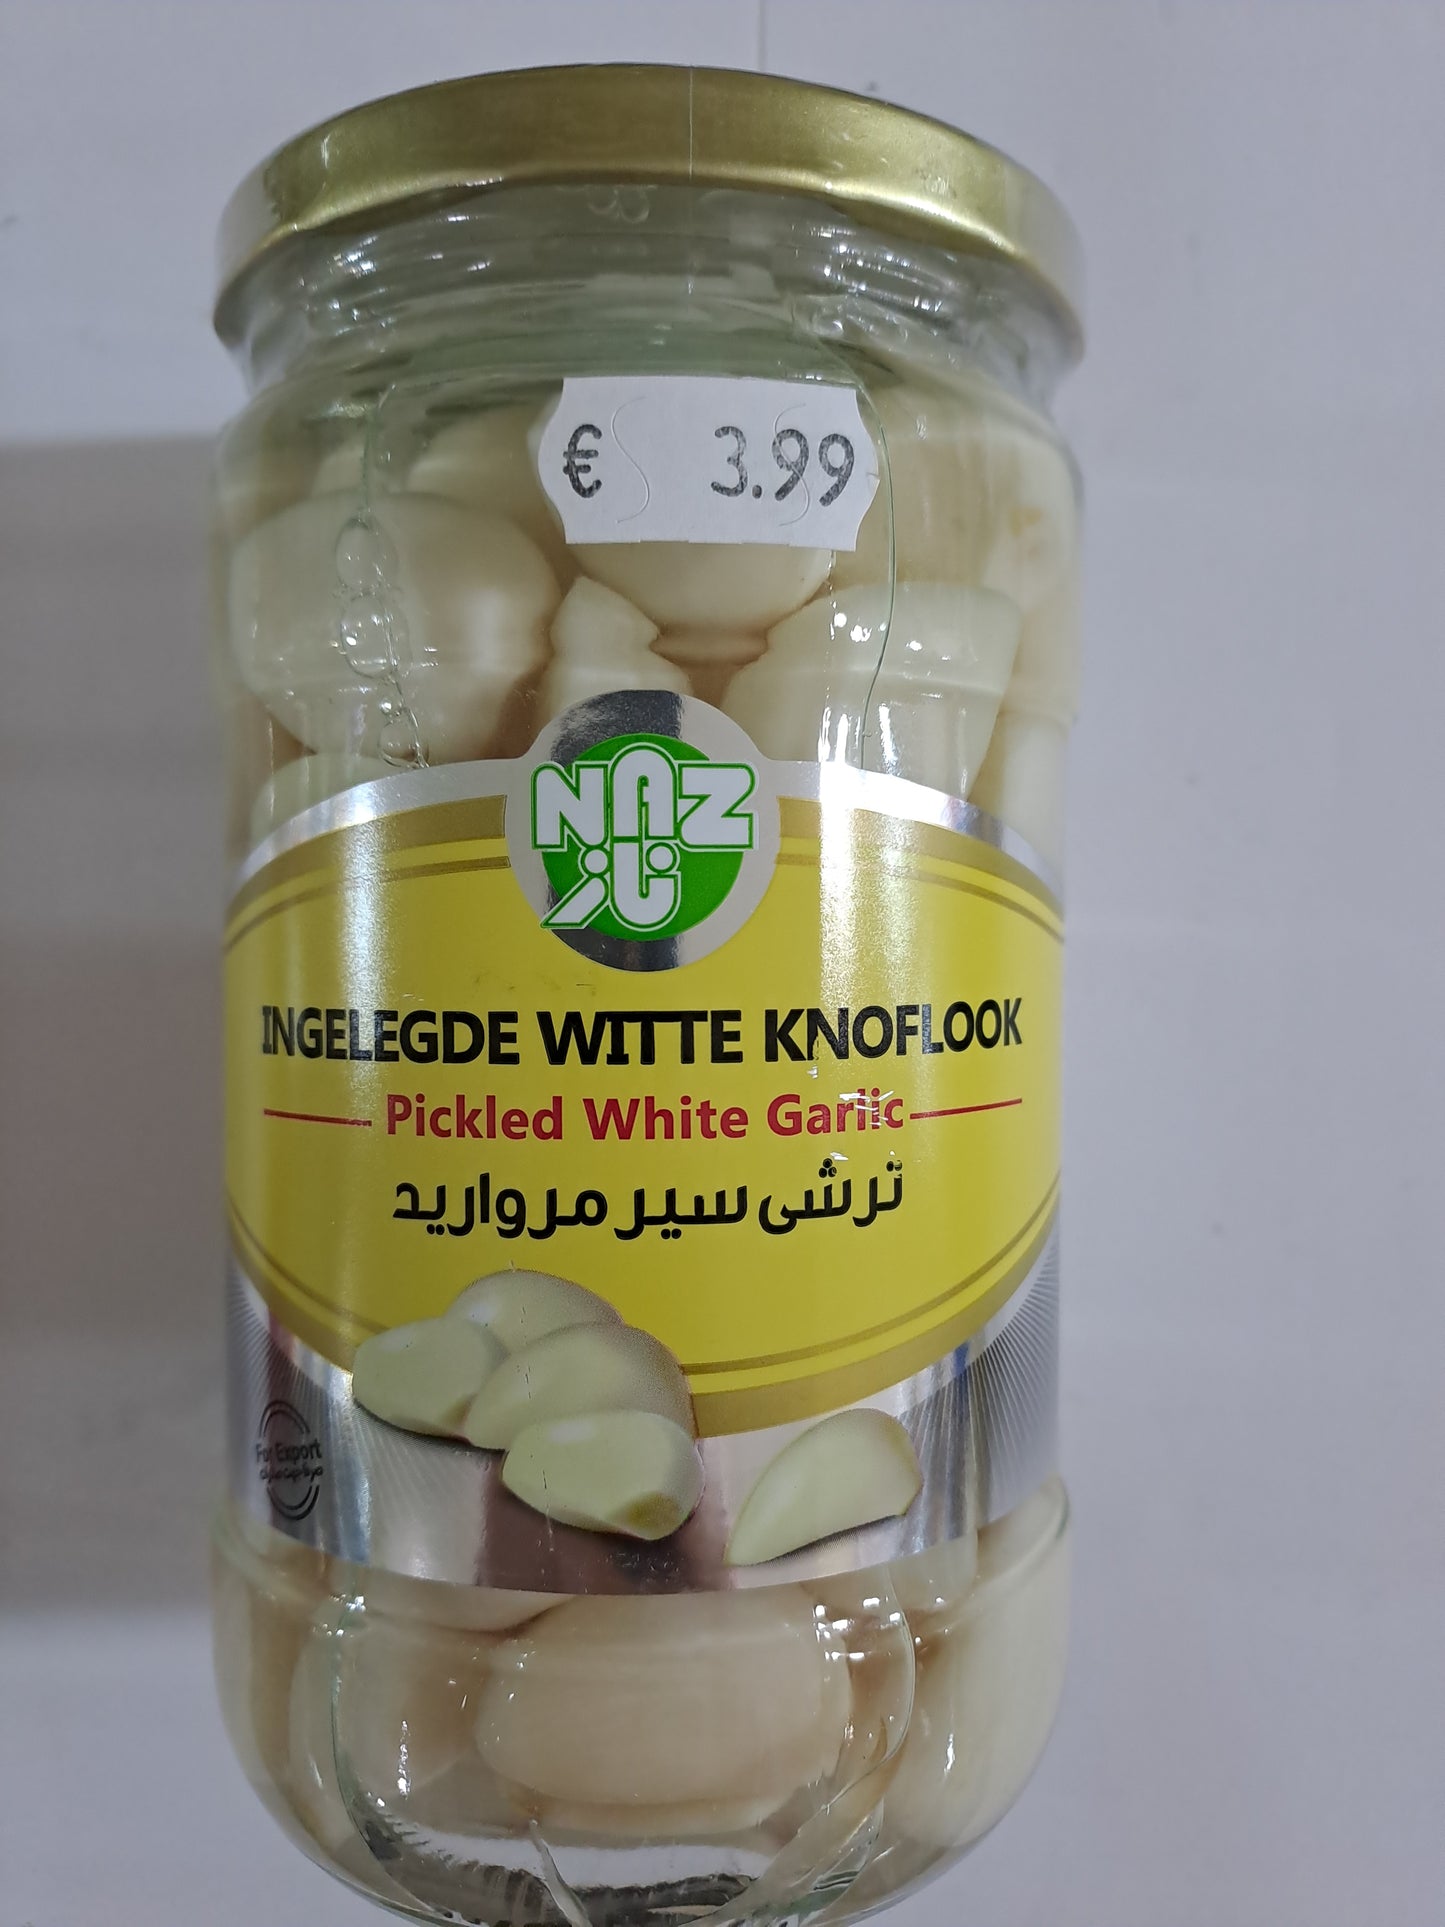 € 3.99
NAZ
ناز
INGELEGDE WITTE KNOFLOOK
Pickled White Garlic
ترشی سیر مروارید
For Export